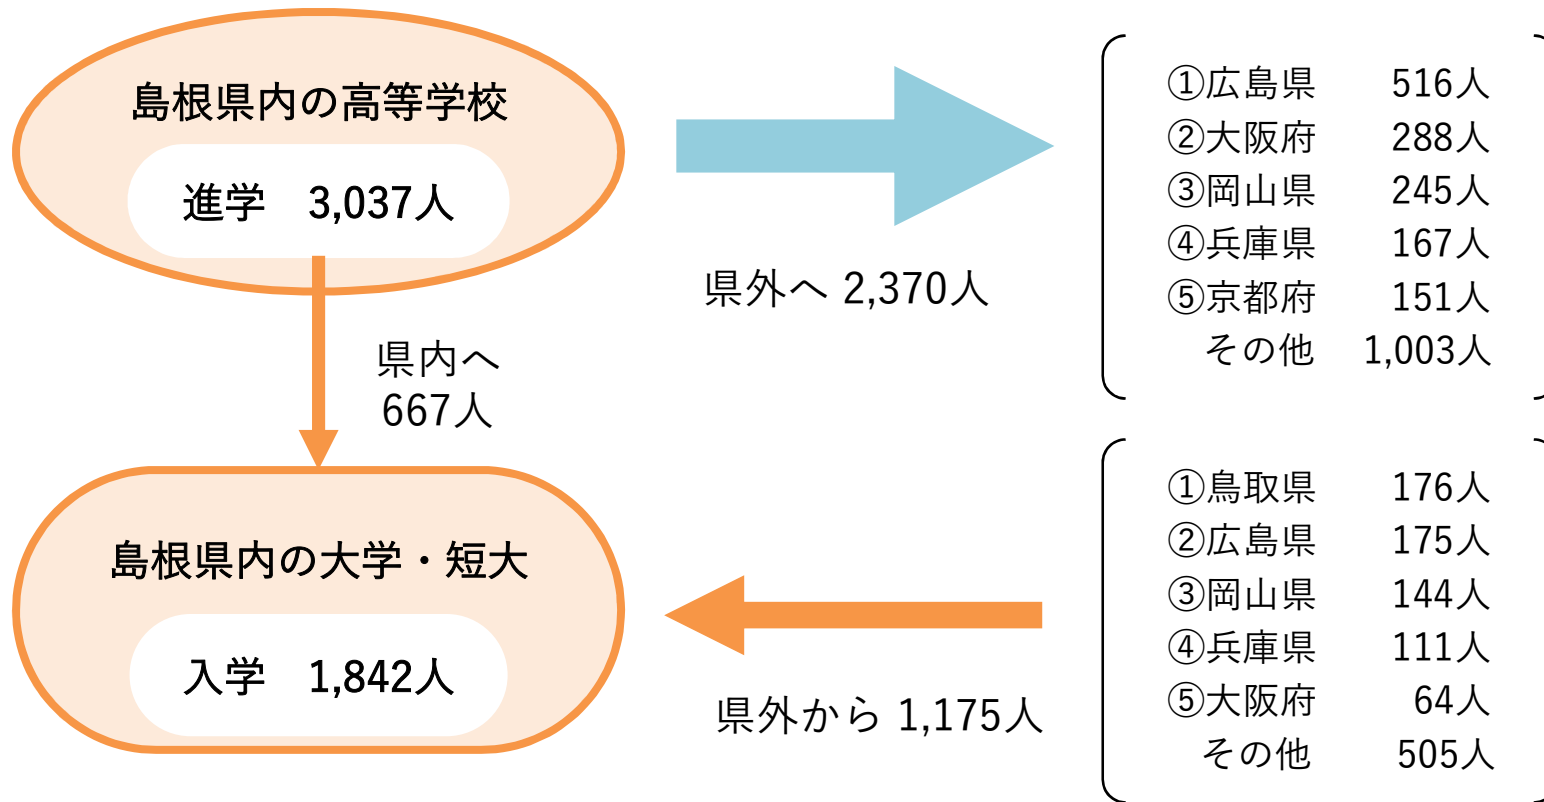 島根県内の高等学校
進学　3,037人
県外へ 2,370人
①広島県　516人
②大阪府　288人
③岡山県　245人
④兵庫県　167人
⑤京都府　151人
その他　1,003人
県内へ
667人
島根県内の大学・短大
入学　1,842人
県外から 1,175人
①鳥取県　176人
②広島県　175人
③岡山県　144人
④兵庫県　111人
⑤大阪府　64人
その他　505人